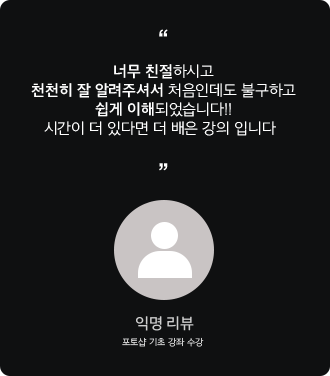 “
너무 친절하시고
천천히 잘 알려주셔서 처음인데도 불구하고
쉽게 이해되었습니다!!
시간이 더 있다면 더 배은 강의 입니다
”
익명 리뷰
포토샵 기초 강좌 수강